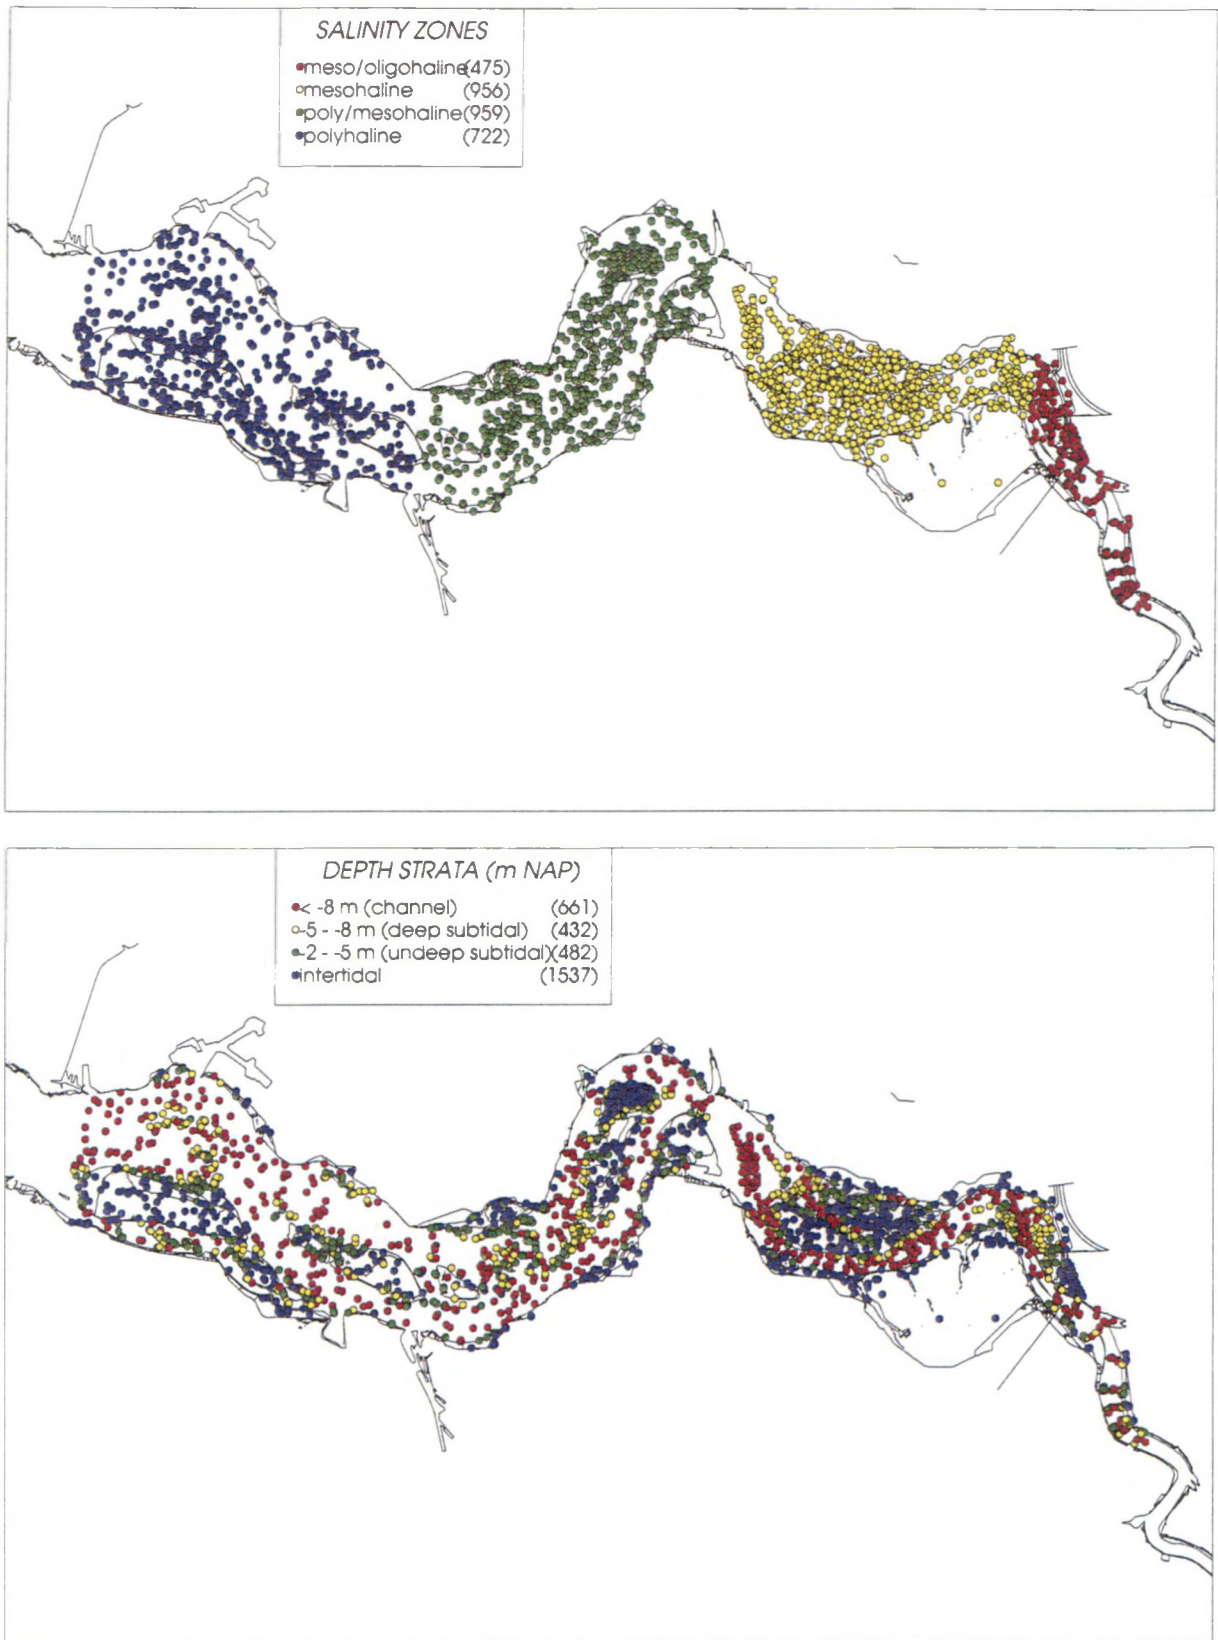 SALINITY ZONES
meso/oligohaline (475)
mesohaline (956)
poly/mesohaline (959)
polyhaline (722)
DEPTH STRATA (m NAP)
< -8 m (channel) (661)
-5 - -8 m (deep subtidal) (432)
-2 - -5 m (undeep subtidal) (482)
intertidal (1537)